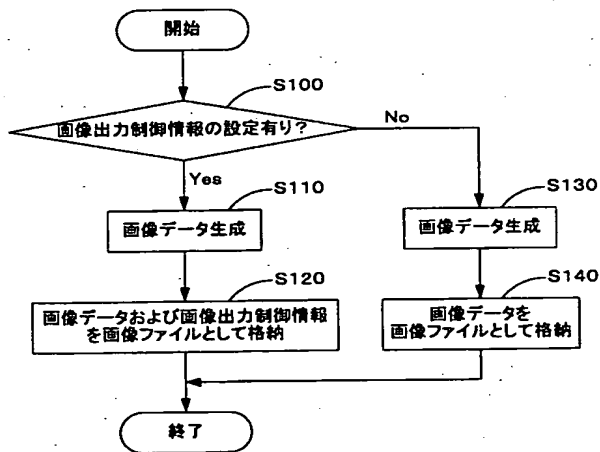 開始
S100
画像出力制御情報の設定有り?
No
Yes
S110
画像データ生成
S130
画像データ生成
S120
画像データおよび画像出力制御情報
を画像ファイルとして格納
S140
画像データを
画像ファイルとして格納
終了